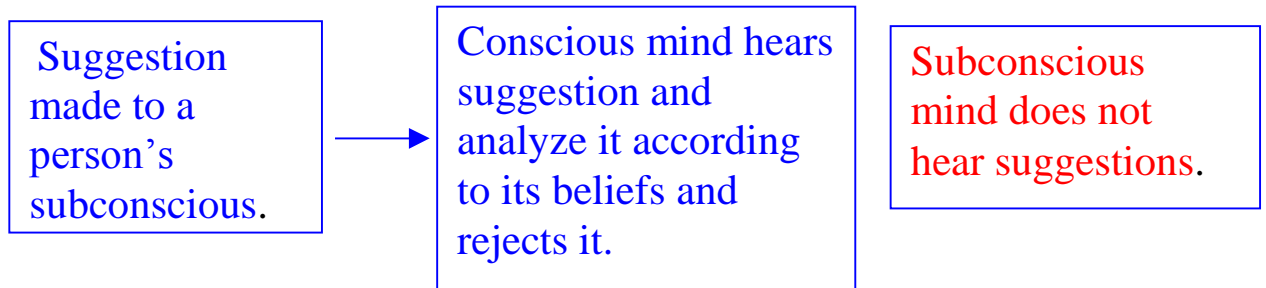 Suggestion
made to a
person's
subconscious.
Conscious mind hears
suggestion and
analyze it according
to its beliefs and
rejects it.
Subconscious
mind does not
hear suggestions.